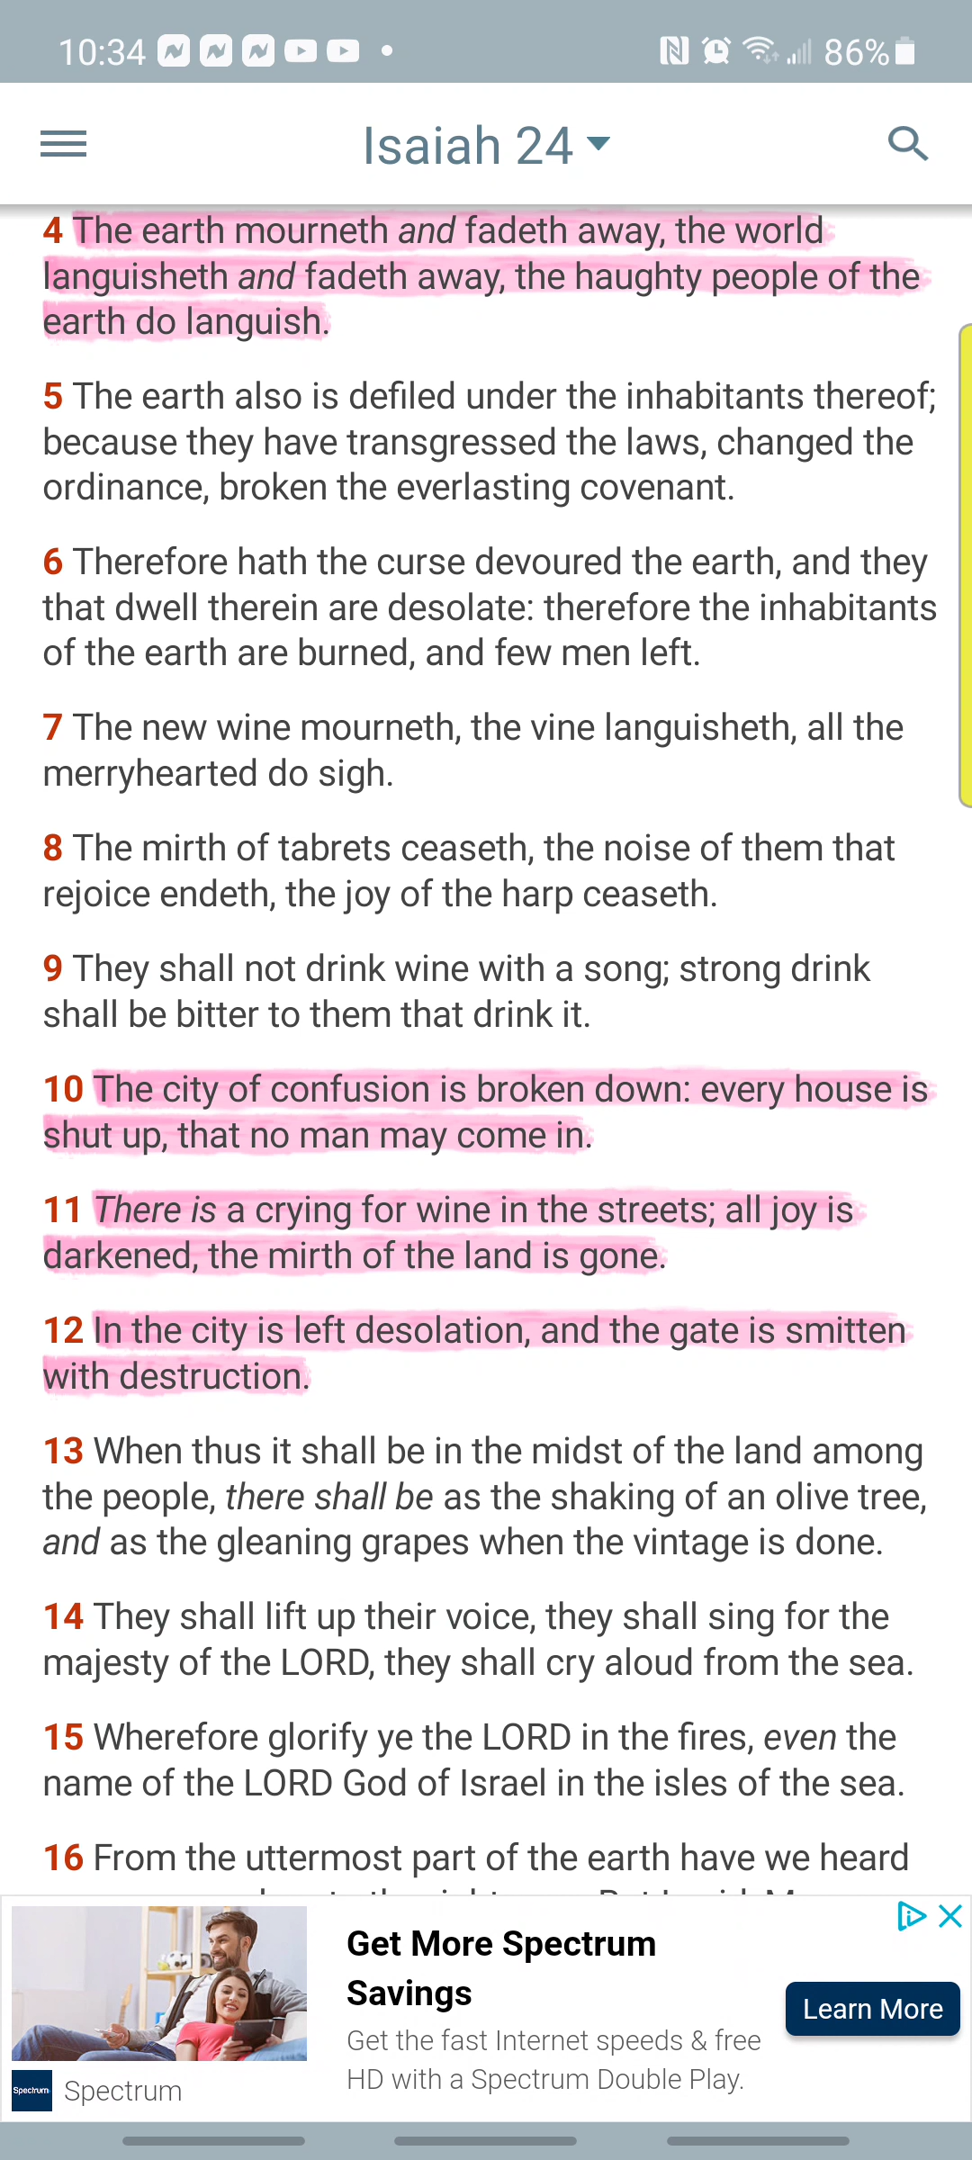 10:34
86%
Isaiah 24
4 The earth mourneth and fadeth away, the world
languisheth and fadeth away, the haughty people of the
earth do languish.
5 The earth also is defiled under the inhabitants thereof;
because they have transgressed the laws, changed the
ordinance, broken the everlasting covenant.
6 Therefore hath the curse devoured the earth, and they
that dwell therein are desolate: therefore the inhabitants
of the earth are burned, and few men left.
7 The new wine mourneth, the vine languisheth, all the
merryhearted do sigh.
8 The mirth of tabrets ceaseth, the noise of them that
rejoice endeth, the joy of the harp ceaseth.
9 They shall not drink wine with a song; strong drink
shall be bitter to them that drink it.
10 The city of confusion is broken down: every house is
shut up, that no man may come in.
11 There is a crying for wine in the streets; all joy is
darkened, the mirth of the land is gone.
12 In the city is left desolation, and the gate is smitten
with destruction.
13 When thus it shall be in the midst of the land among
the people, there shall be as the shaking of an olive tree,
and as the gleaning grapes when the vintage is done.
14 They shall lift up their voice, they shall sing for the
majesty of the LORD, they shall cry aloud from the sea.
15 Wherefore glorify ye the LORD in the fires, even the
name of the LORD God of Israel in the isles of the sea.
16 From the uttermost part of the earth have we heard
Get More Spectrum
Savings
Get the fast Internet speeds & free
HD with a Spectrum Double Play.
Learn More
Spectrum
Spectrum